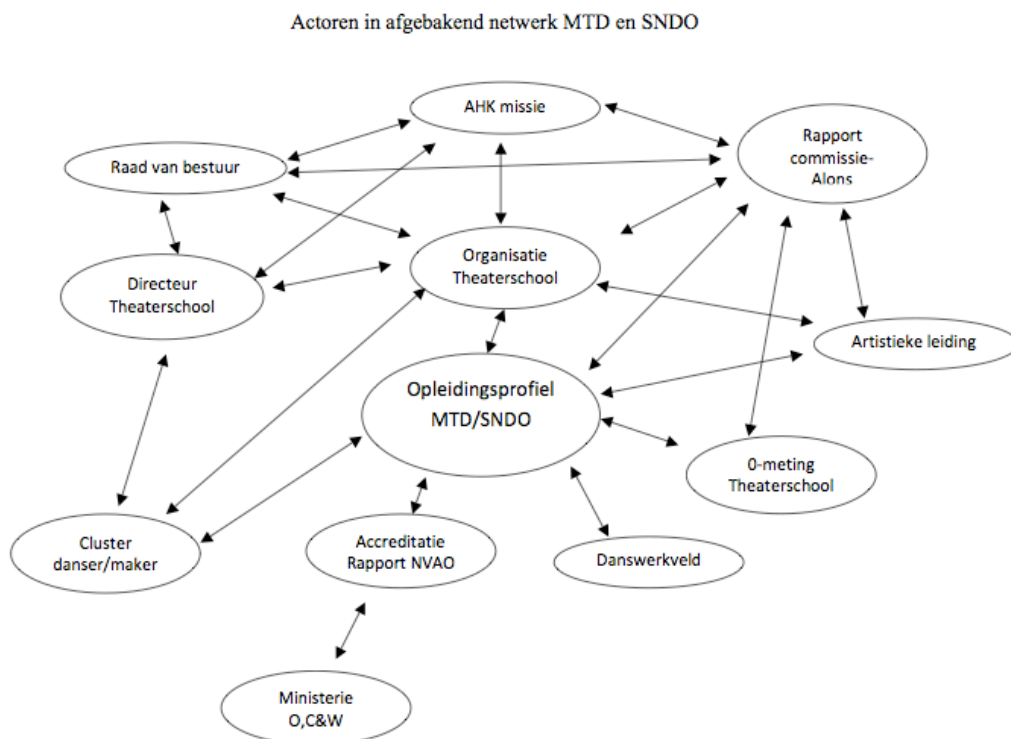 Actoren in afgebakend netwerk MTD en SNDO
AHK missie
Raad van bestuur
Rapport
commissie-
Alons
Organisatie
Theaterschool
Directeur
Theaterschool
Artistieke leiding
Opleidingsprofiel
MTD/SNDO
0-meting
Theaterschool
Cluster
danser/maker
Accreditatie
Rapport NVAO
Danswerkveld
Ministerie
O,C&W